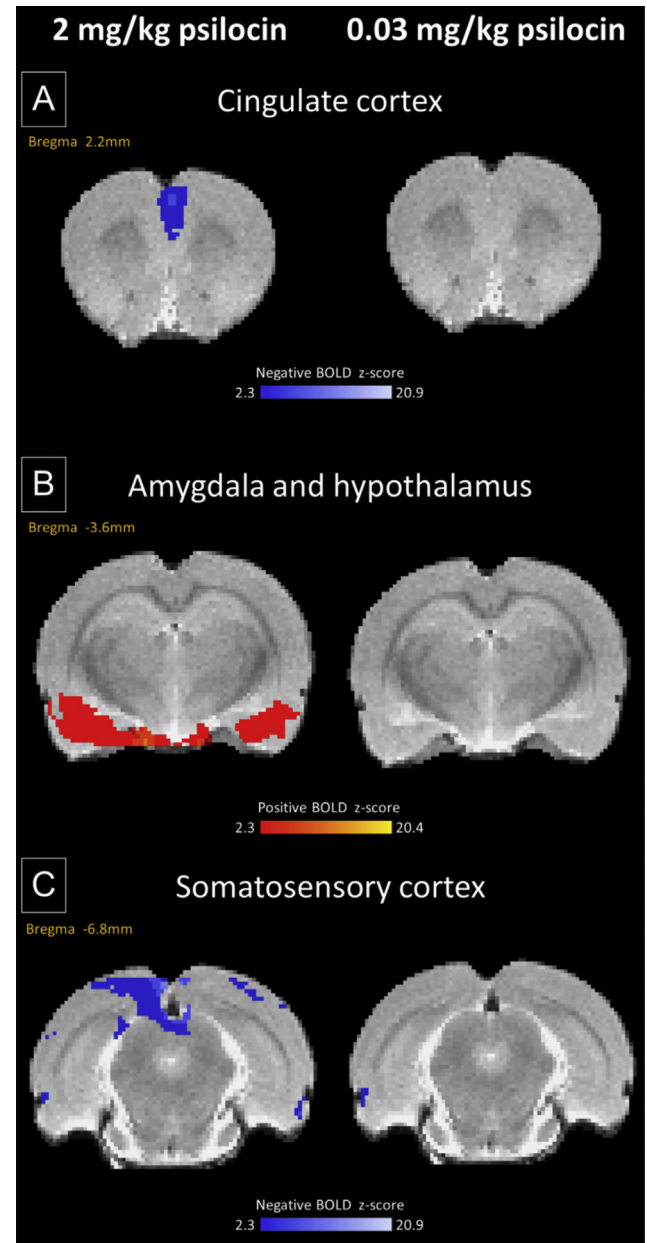 2 mg/kg psilocin 0.03 mg/kg psilocin
A Cingulate cortex
Bregma 2.2mm
Negative BOLD z-score
2.3 20.9
B Amygdala and hypothalamus
Bregma -3.6mm
Positive BOLD z-score
2.3 20.4
C Somatosensory cortex
Bregma -6.8mm
Negative BOLD z-score
2.3 20.9